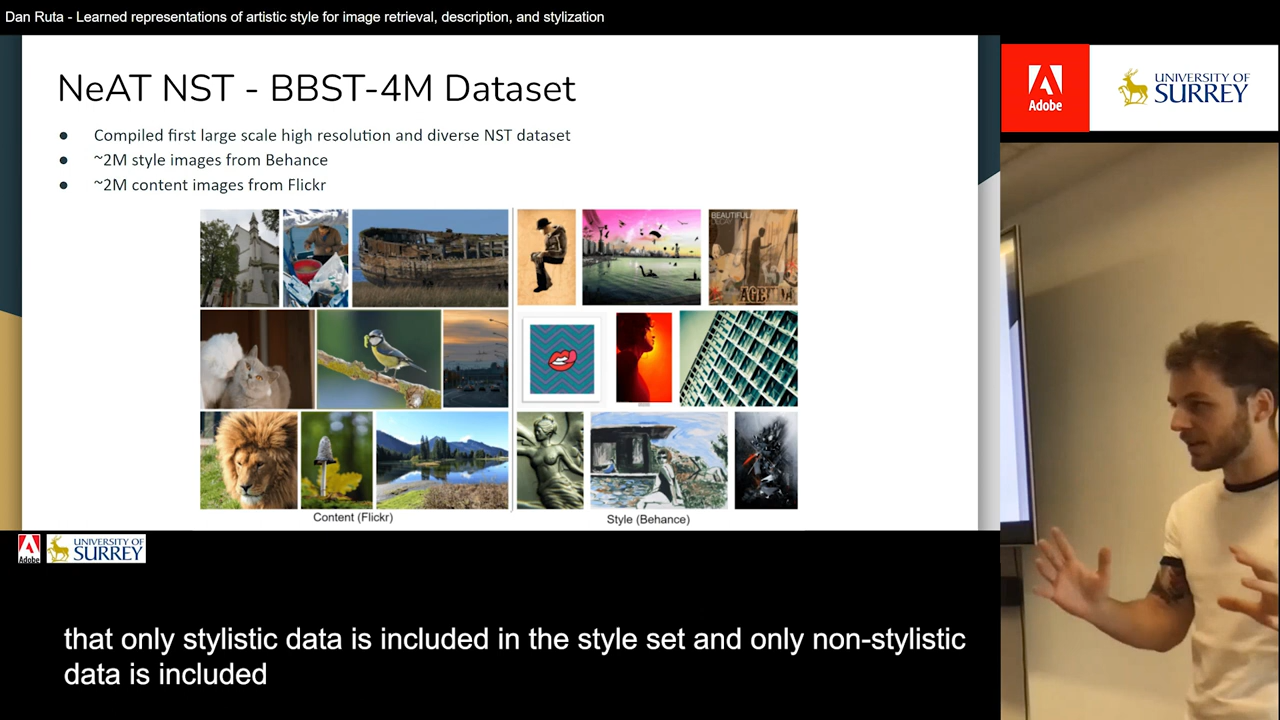 Dan Ruta - Learned representations of artistic style for image retrieval, description, and stylization
NeAT NST - BBST-4M Dataset
● Compiled first large scale high resolution and diverse NST dataset
● ~2M style images from Behance
● ~2M content images from Flickr
BEAUTIFUL/
DECAY
AGENDA
Content (Flickr)
Style (Behance)
Adobe
UNIVERSITY OF
SURREY
Adobe
UNIVERSITY OF
SURREY
that only stylistic data is included in the style set and only non-stylistic
data is included